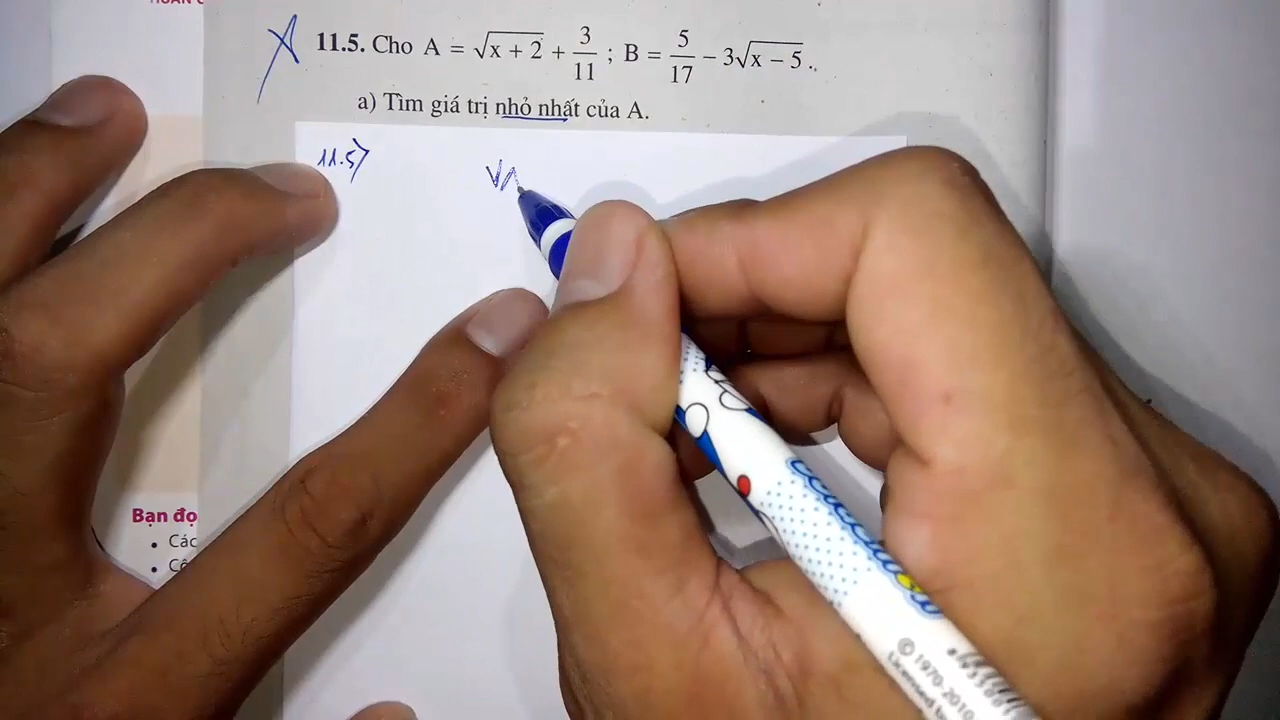 11.5. Cho A = √(x + 2) + 3/11 ; B = 5/17 − 3√(x − 5).
a) Tìm giá trị nhỏ nhất của A.
11.5)
Bạn đọ
• Các
© 1970-2010
Licensed b